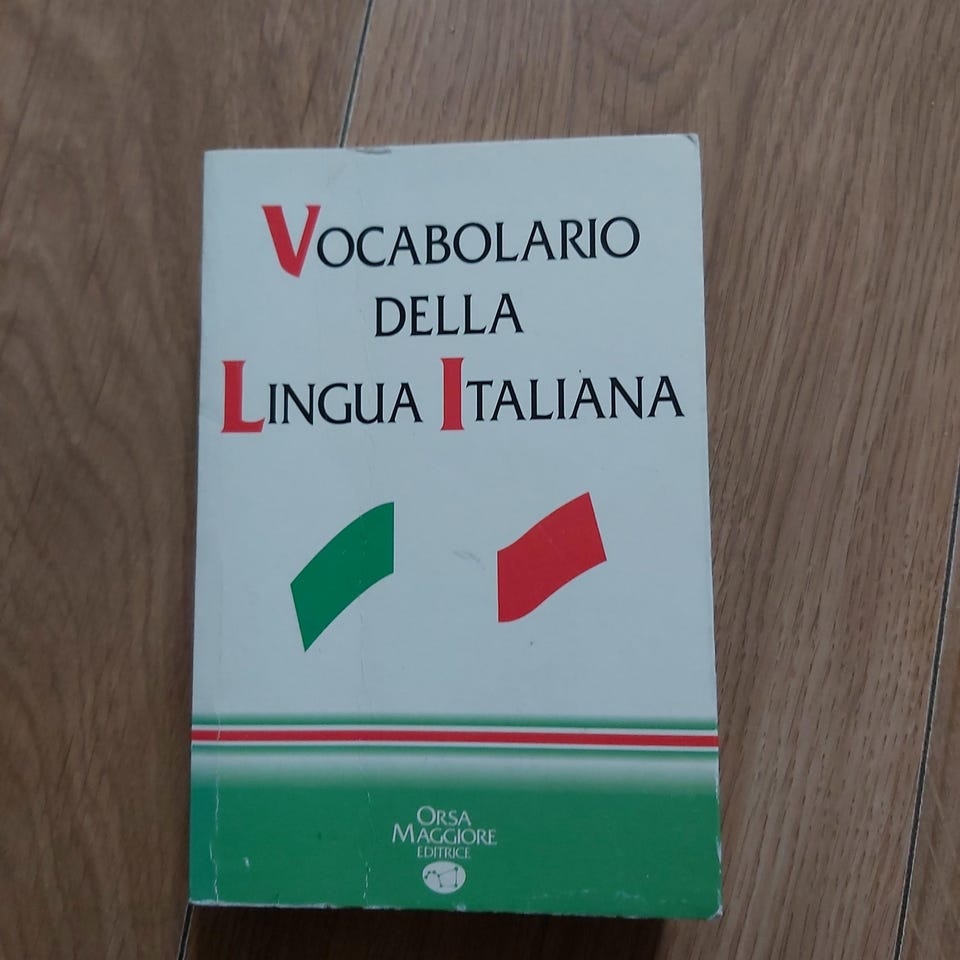 VOCABOLARIO
DELLA
LINGUA ITALIANA
ORSA
MAGGIORE
EDITRICE